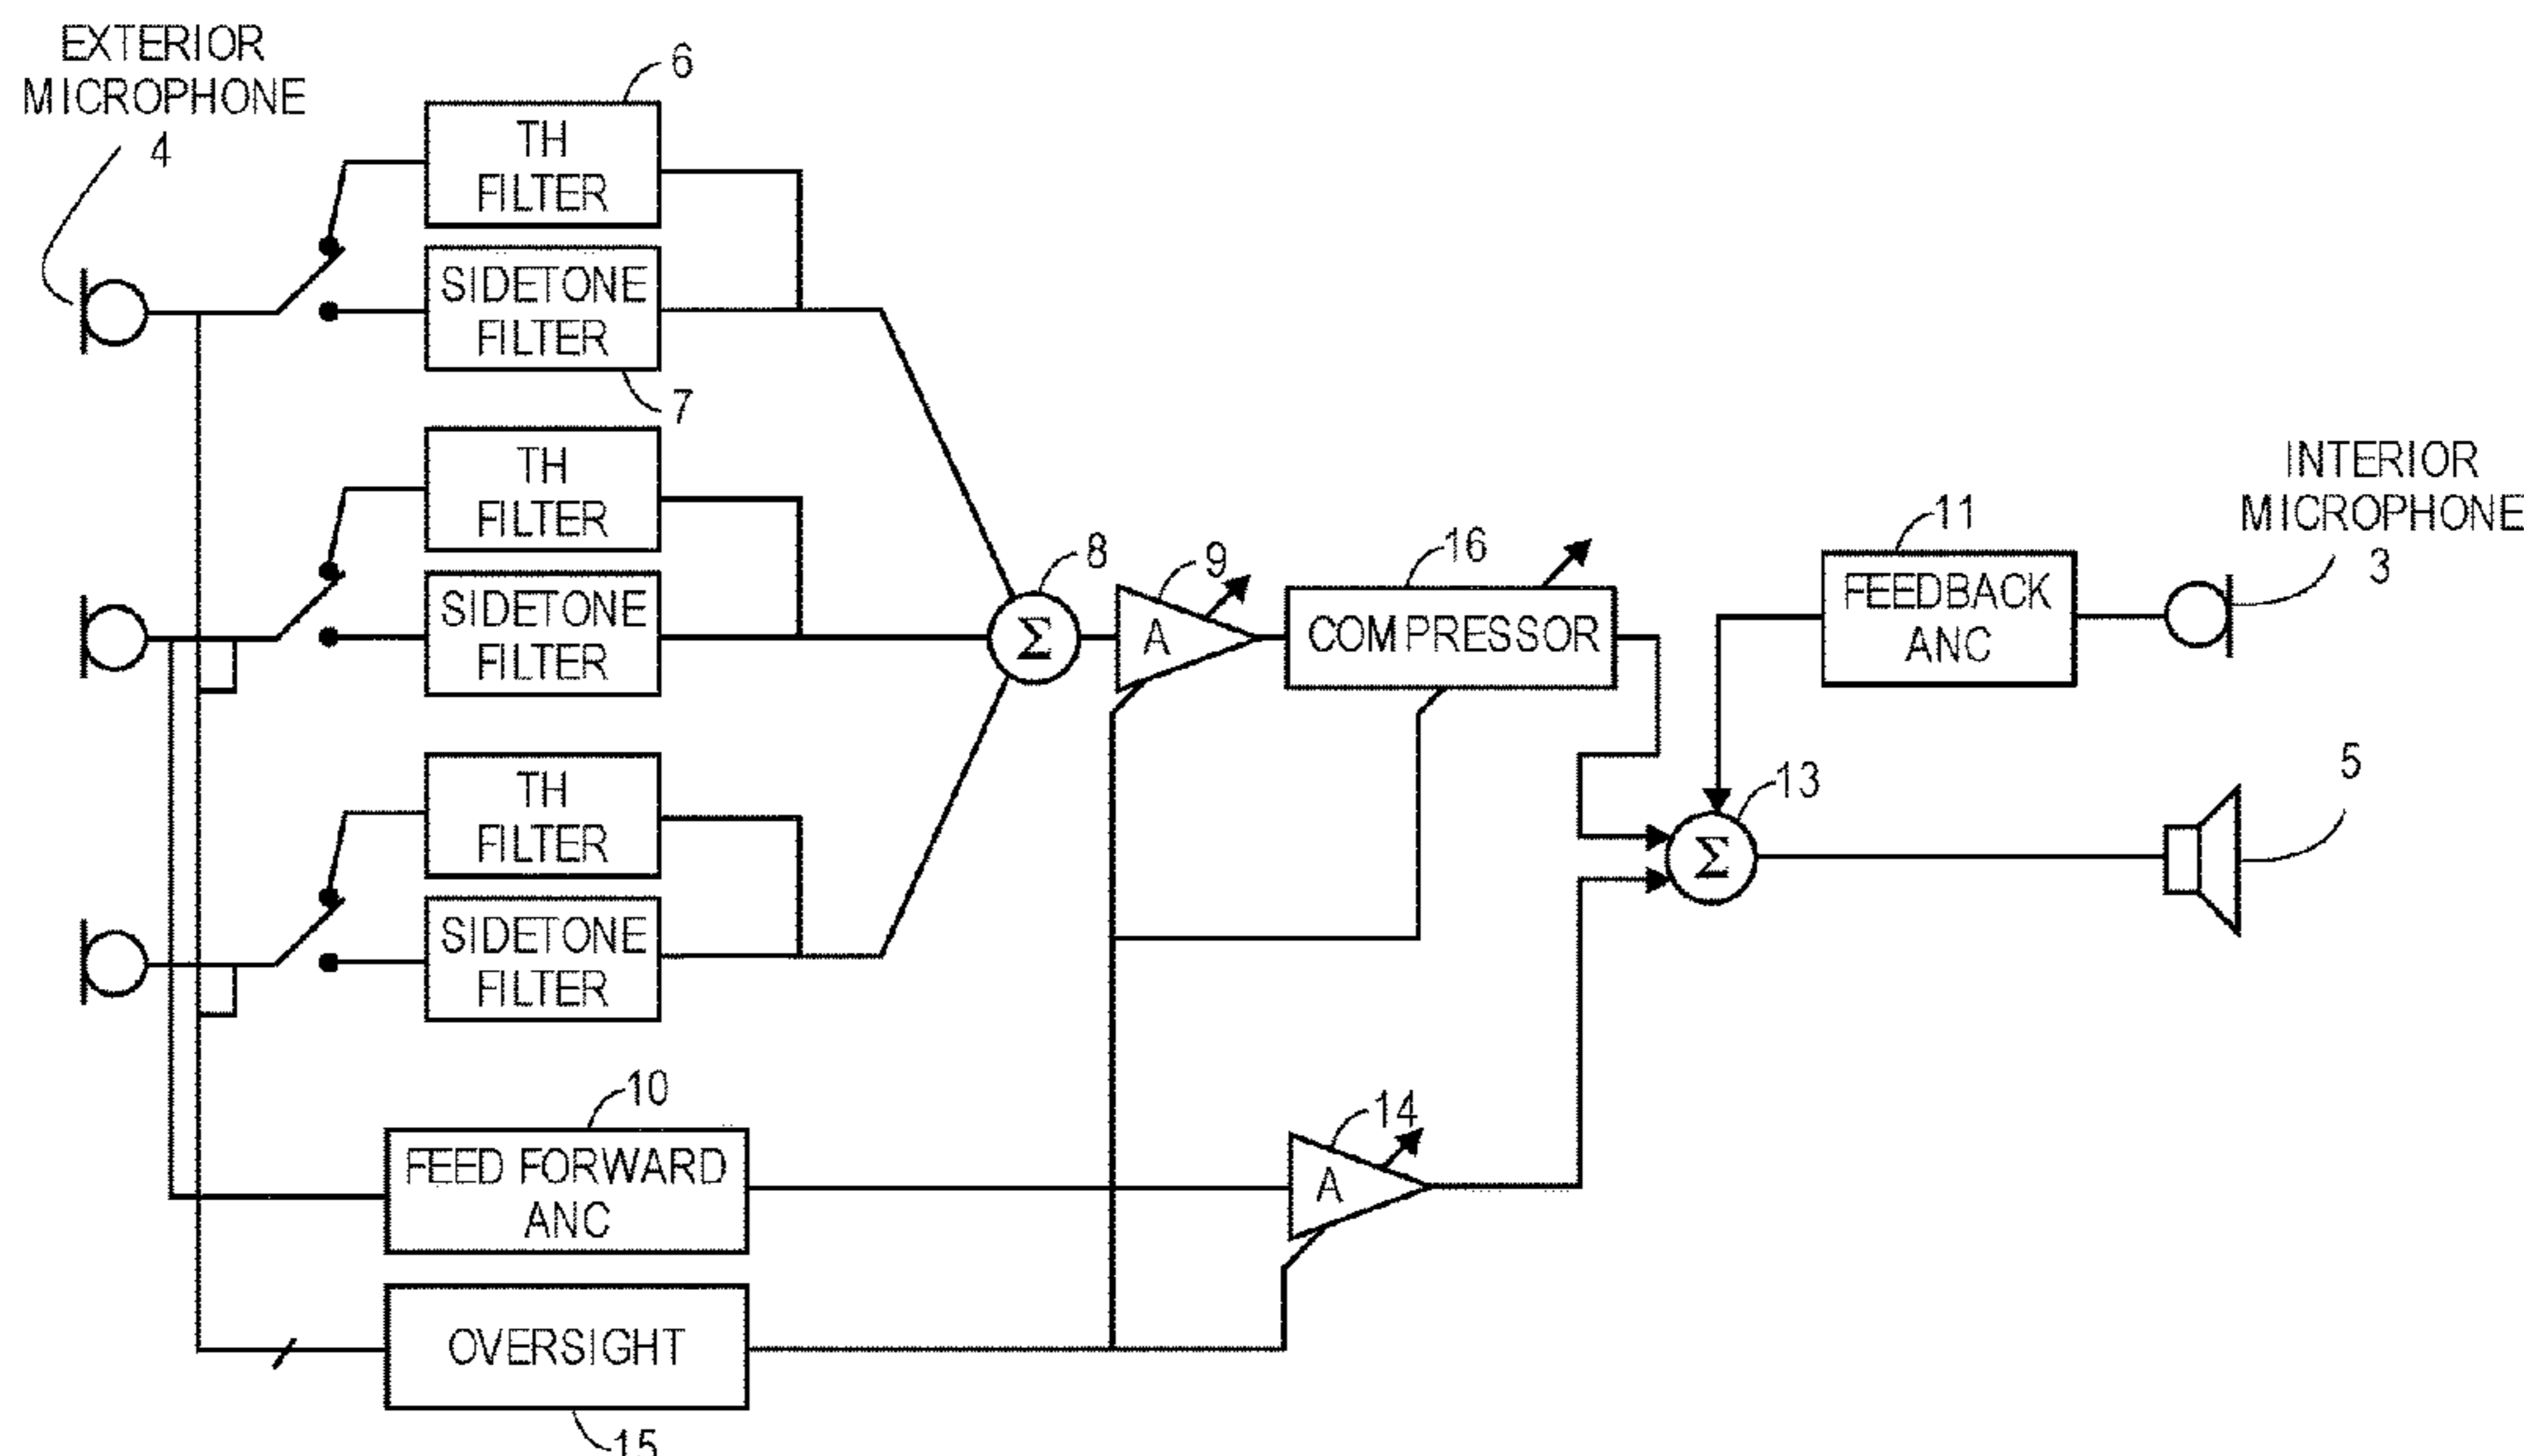 EXTERIOR
MICROPHONE
4
6
TH
FILTER
SIDETONE
FILTER
7
TH
FILTER
SIDETONE
FILTER
TH
FILTER
SIDETONE
FILTER
8
Σ
9
A
16
COMPRESSOR
11
FEEDBACK
ANC
INTERIOR
MICROPHONE
3
13
Σ
5
10
FEED FORWARD
ANC
14
A
OVERSIGHT
15